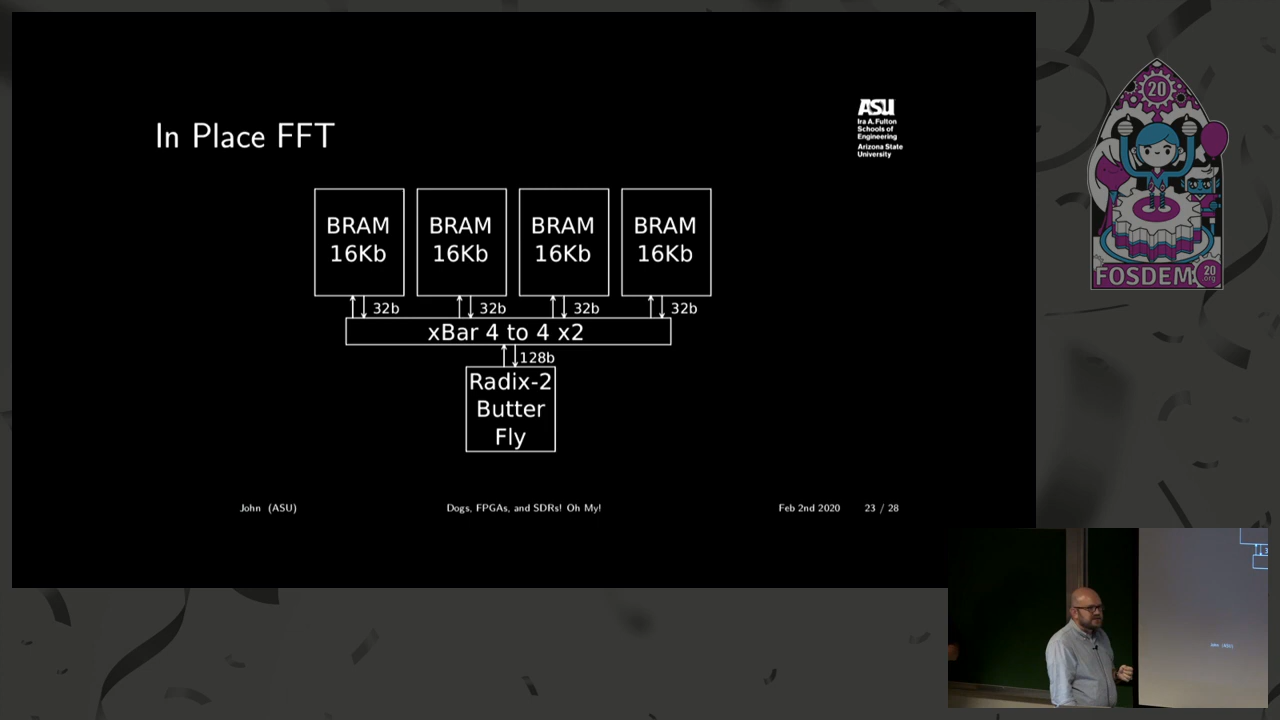 In Place FFT
ASU
Ira A. Fulton
Schools of
Engineering
Arizona State
University
BRAM
16Kb
BRAM
16Kb
BRAM
16Kb
BRAM
16Kb
32b
32b
32b
32b
xBar 4 to 4 x2
128b
Radix-2
Butter
Fly
John (ASU)
Dogs, FPGAs, and SDRs! Oh My!
Feb 2nd 2020
23 / 28
20
FOSDEM
20
org